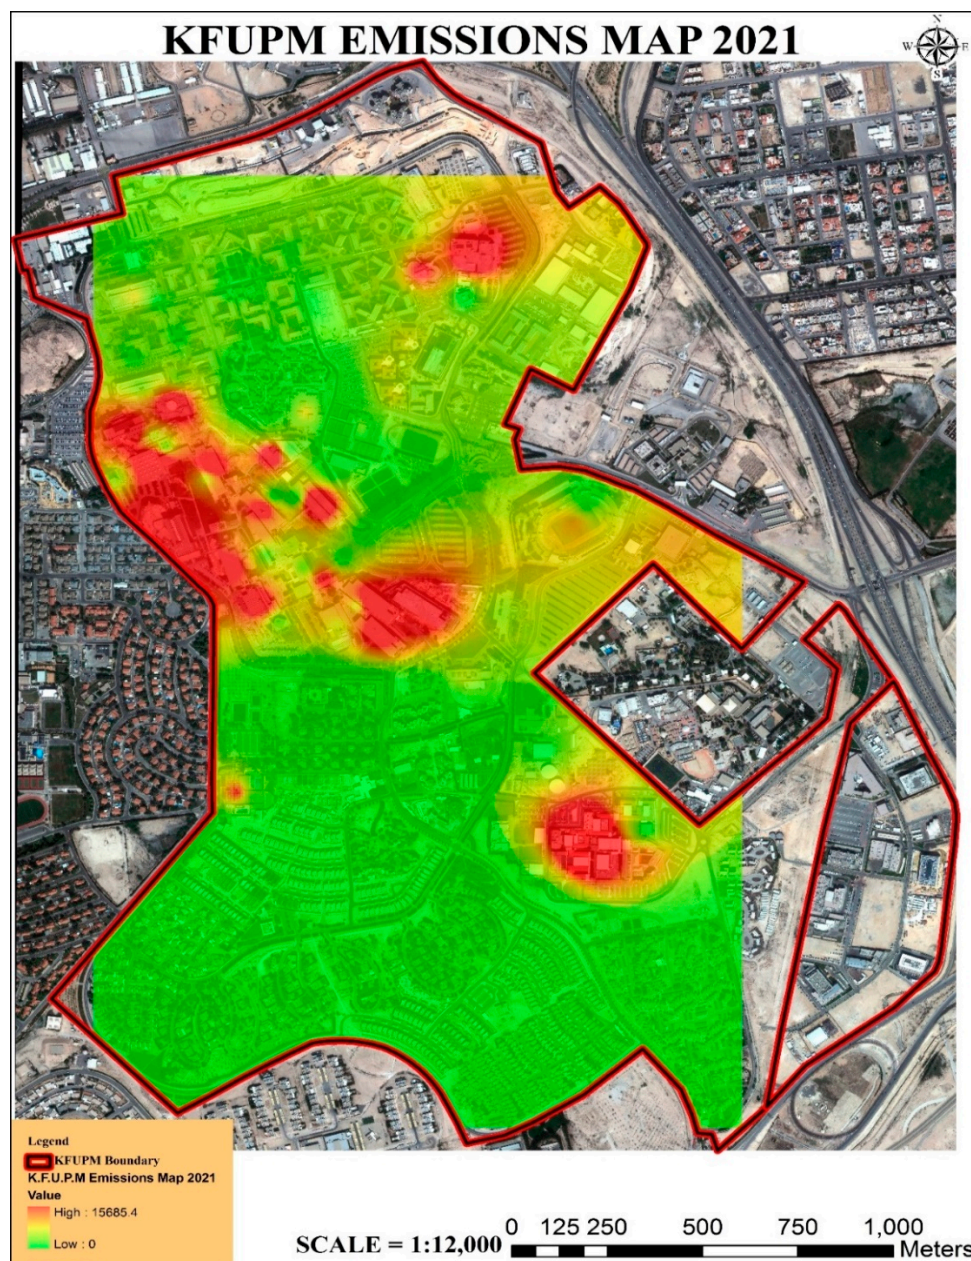 KFUPM EMISSIONS MAP 2021
N
W
E
S
Legend
KFUPM Boundary
K.F.U.P.M Emissions Map 2021
Value
High : 15685.4
Low : 0
SCALE = 1:12,000
0 125 250 500 750 1,000
Meters